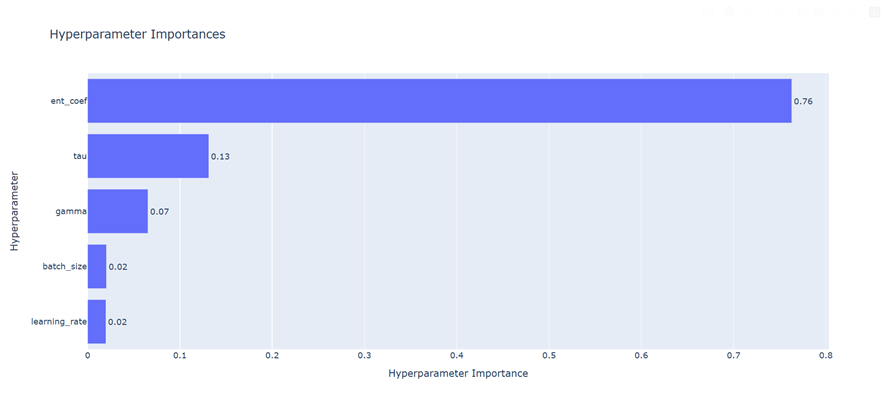 Hyperparameter Importances
Hyperparameter
ent_coef
0.76
tau
0.13
gamma
0.07
batch_size
0.02
learning_rate
0.02
0 0.1 0.2 0.3 0.4 0.5 0.6 0.7 0.8
Hyperparameter Importance